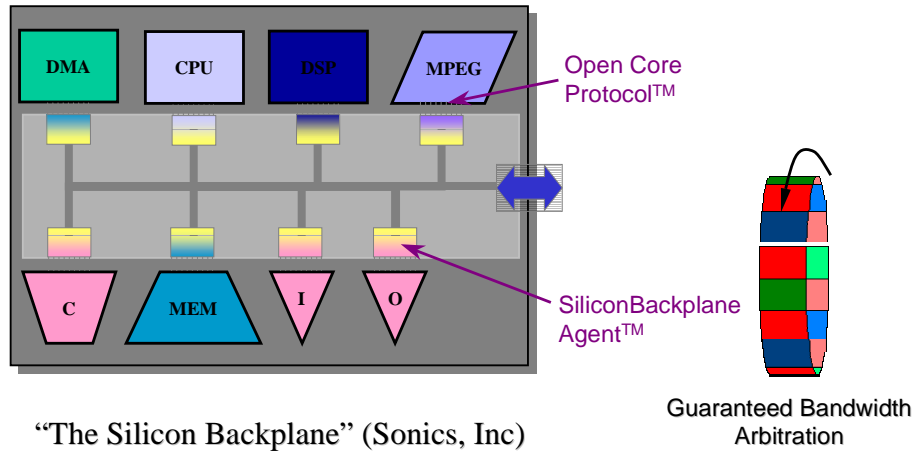 DMA
CPU
DSP
MPEG
Open Core
Protocol™
C
MEM
I
O
SiliconBackplane
Agent™
Guaranteed Bandwidth
Arbitration
“The Silicon Backplane” (Sonics, Inc)